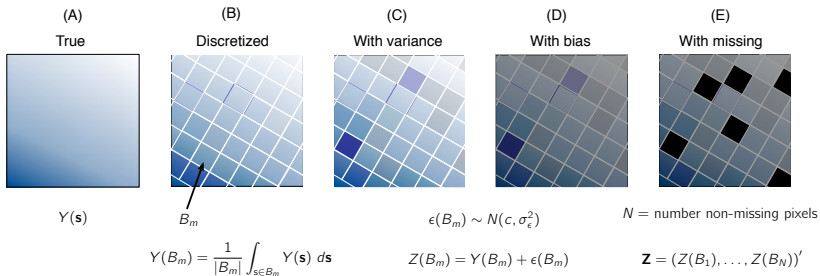 (A) (B) (C) (D) (E)
True Discretized With variance With bias With missing
Y(s) B_m ϵ(B_m) ∼ N(c, σ_ϵ^2) N = number non-missing pixels
Y(B_m) = \frac{1}{|B_m|} ∫_{s∈B_m} Y(s) ds Z(B_m) = Y(B_m) + ϵ(B_m) Z = (Z(B_1), . . . , Z(B_N))′